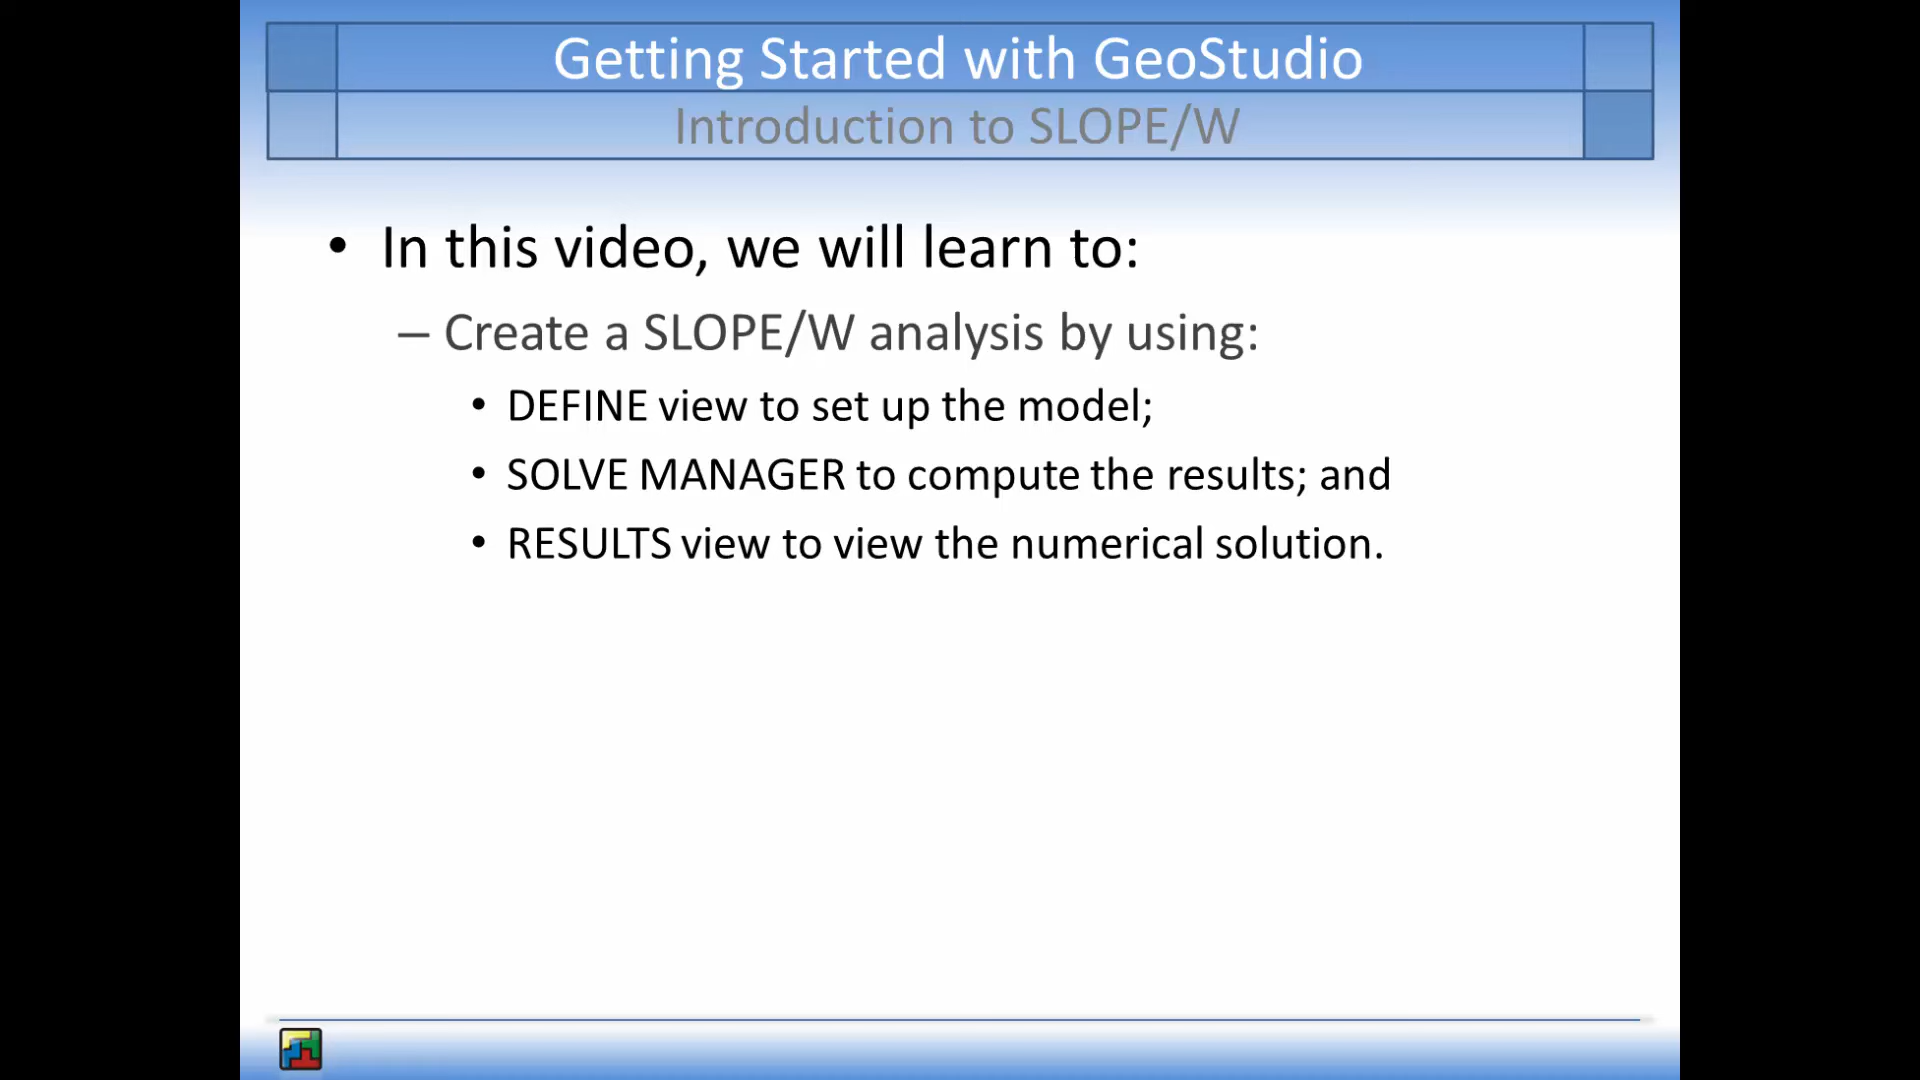 Getting Started with GeoStudio
Introduction to SLOPE/W
• In this video, we will learn to:
– Create a SLOPE/W analysis by using:
• DEFINE view to set up the model;
• SOLVE MANAGER to compute the results; and
• RESULTS view to view the numerical solution.